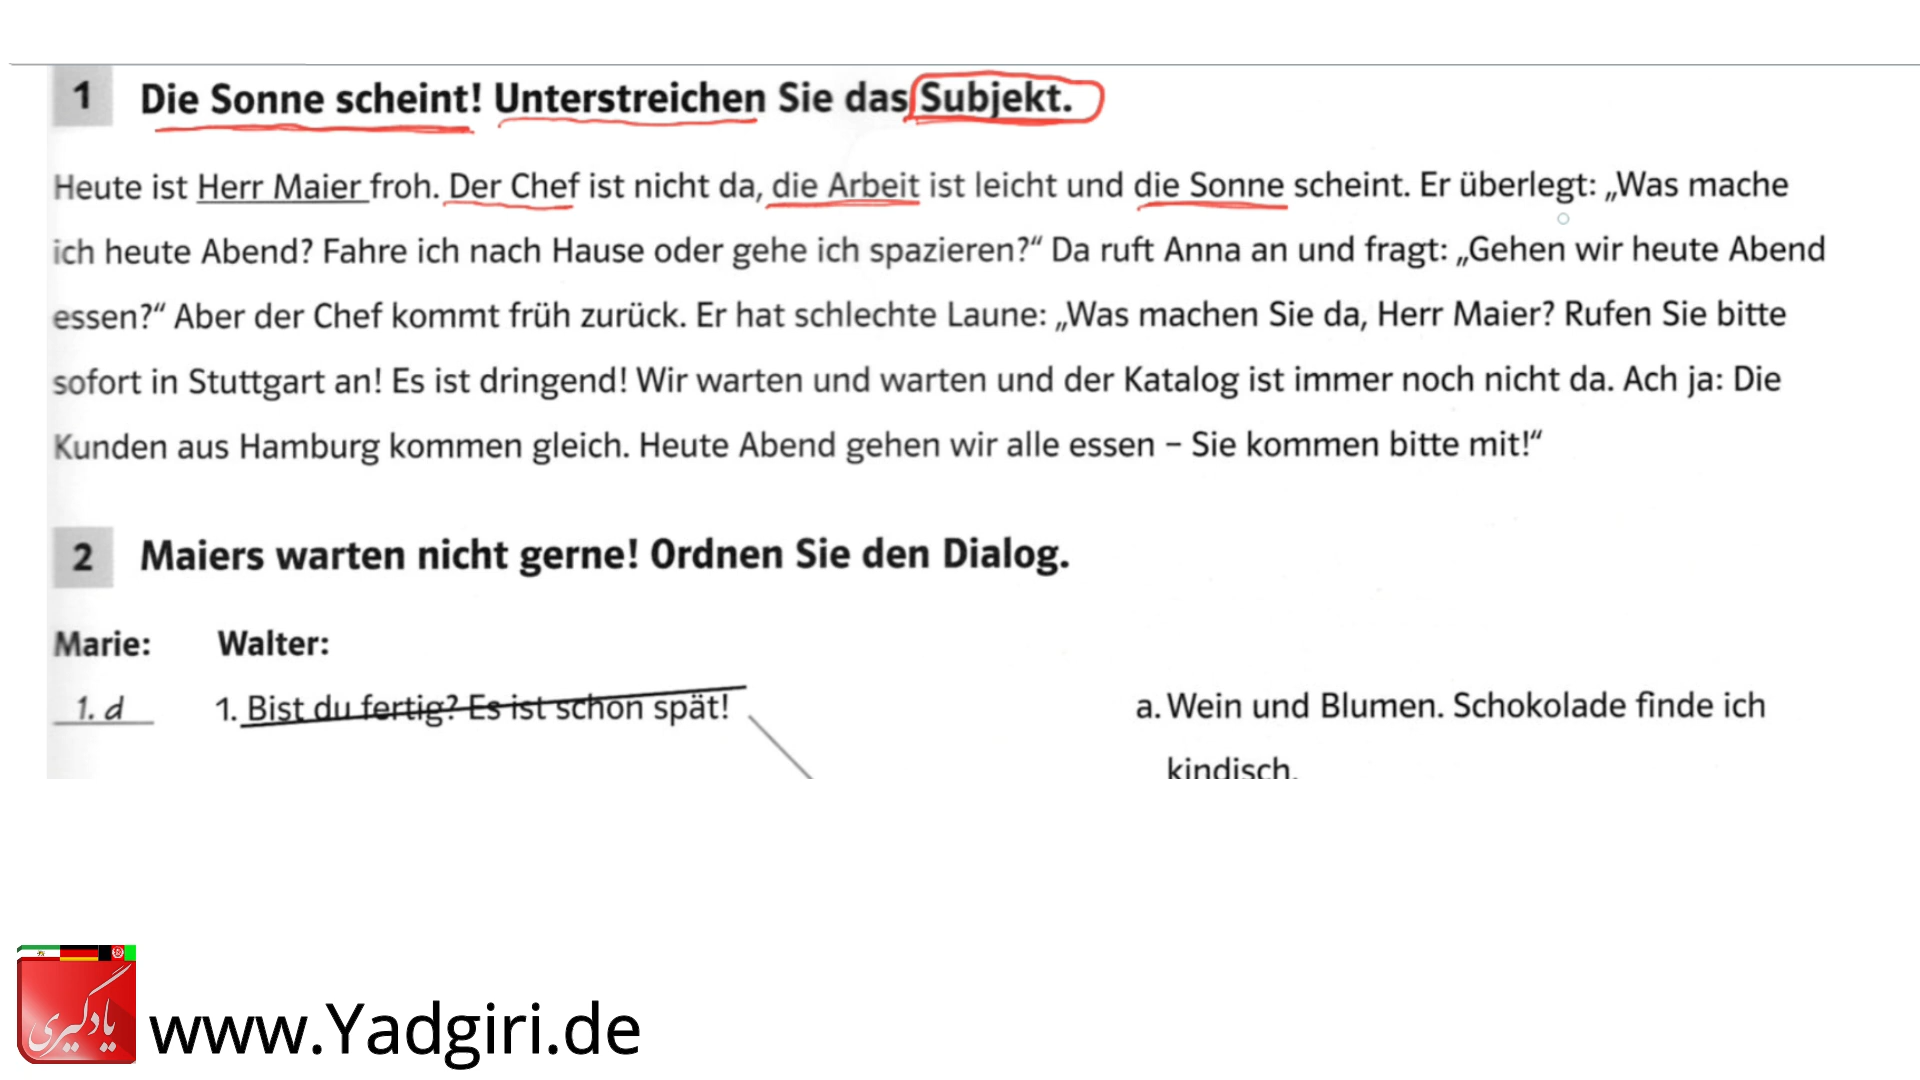 1 Die Sonne scheint! Unterstreichen Sie das Subjekt.
Heute ist Herr Maier froh. Der Chef ist nicht da, die Arbeit ist leicht und die Sonne scheint. Er überlegt: „Was mache
ich heute Abend? Fahre ich nach Hause oder gehe ich spazieren?“ Da ruft Anna an und fragt: „Gehen wir heute Abend
essen?“ Aber der Chef kommt früh zurück. Er hat schlechte Laune: „Was machen Sie da, Herr Maier? Rufen Sie bitte
sofort in Stuttgart an! Es ist dringend! Wir warten und warten und der Katalog ist immer noch nicht da. Ach ja: Die
Kunden aus Hamburg kommen gleich. Heute Abend gehen wir alle essen – Sie kommen bitte mit!“
2 Maiers warten nicht gerne! Ordnen Sie den Dialog.
Marie: Walter:
1. d 1. Bist du fertig? Es ist schon spät! a. Wein und Blumen. Schokolade finde ich
kindisch.
یادگیری www.Yadgiri.de